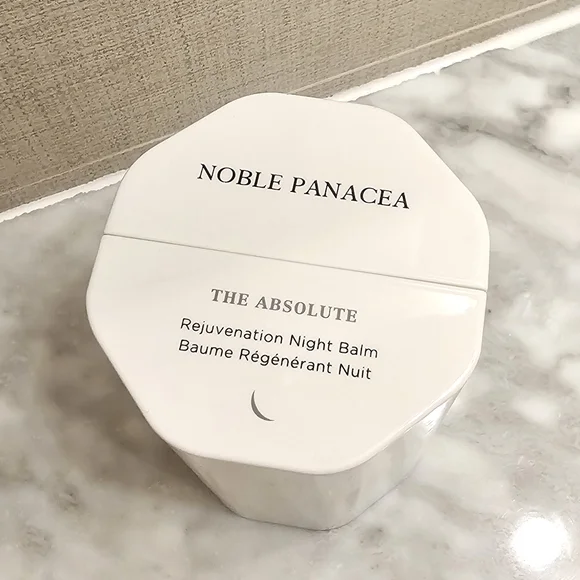 NOBLE PANACEA
THE ABSOLUTE
Rejuvenation Night Balm
Baume Régénérant Nuit